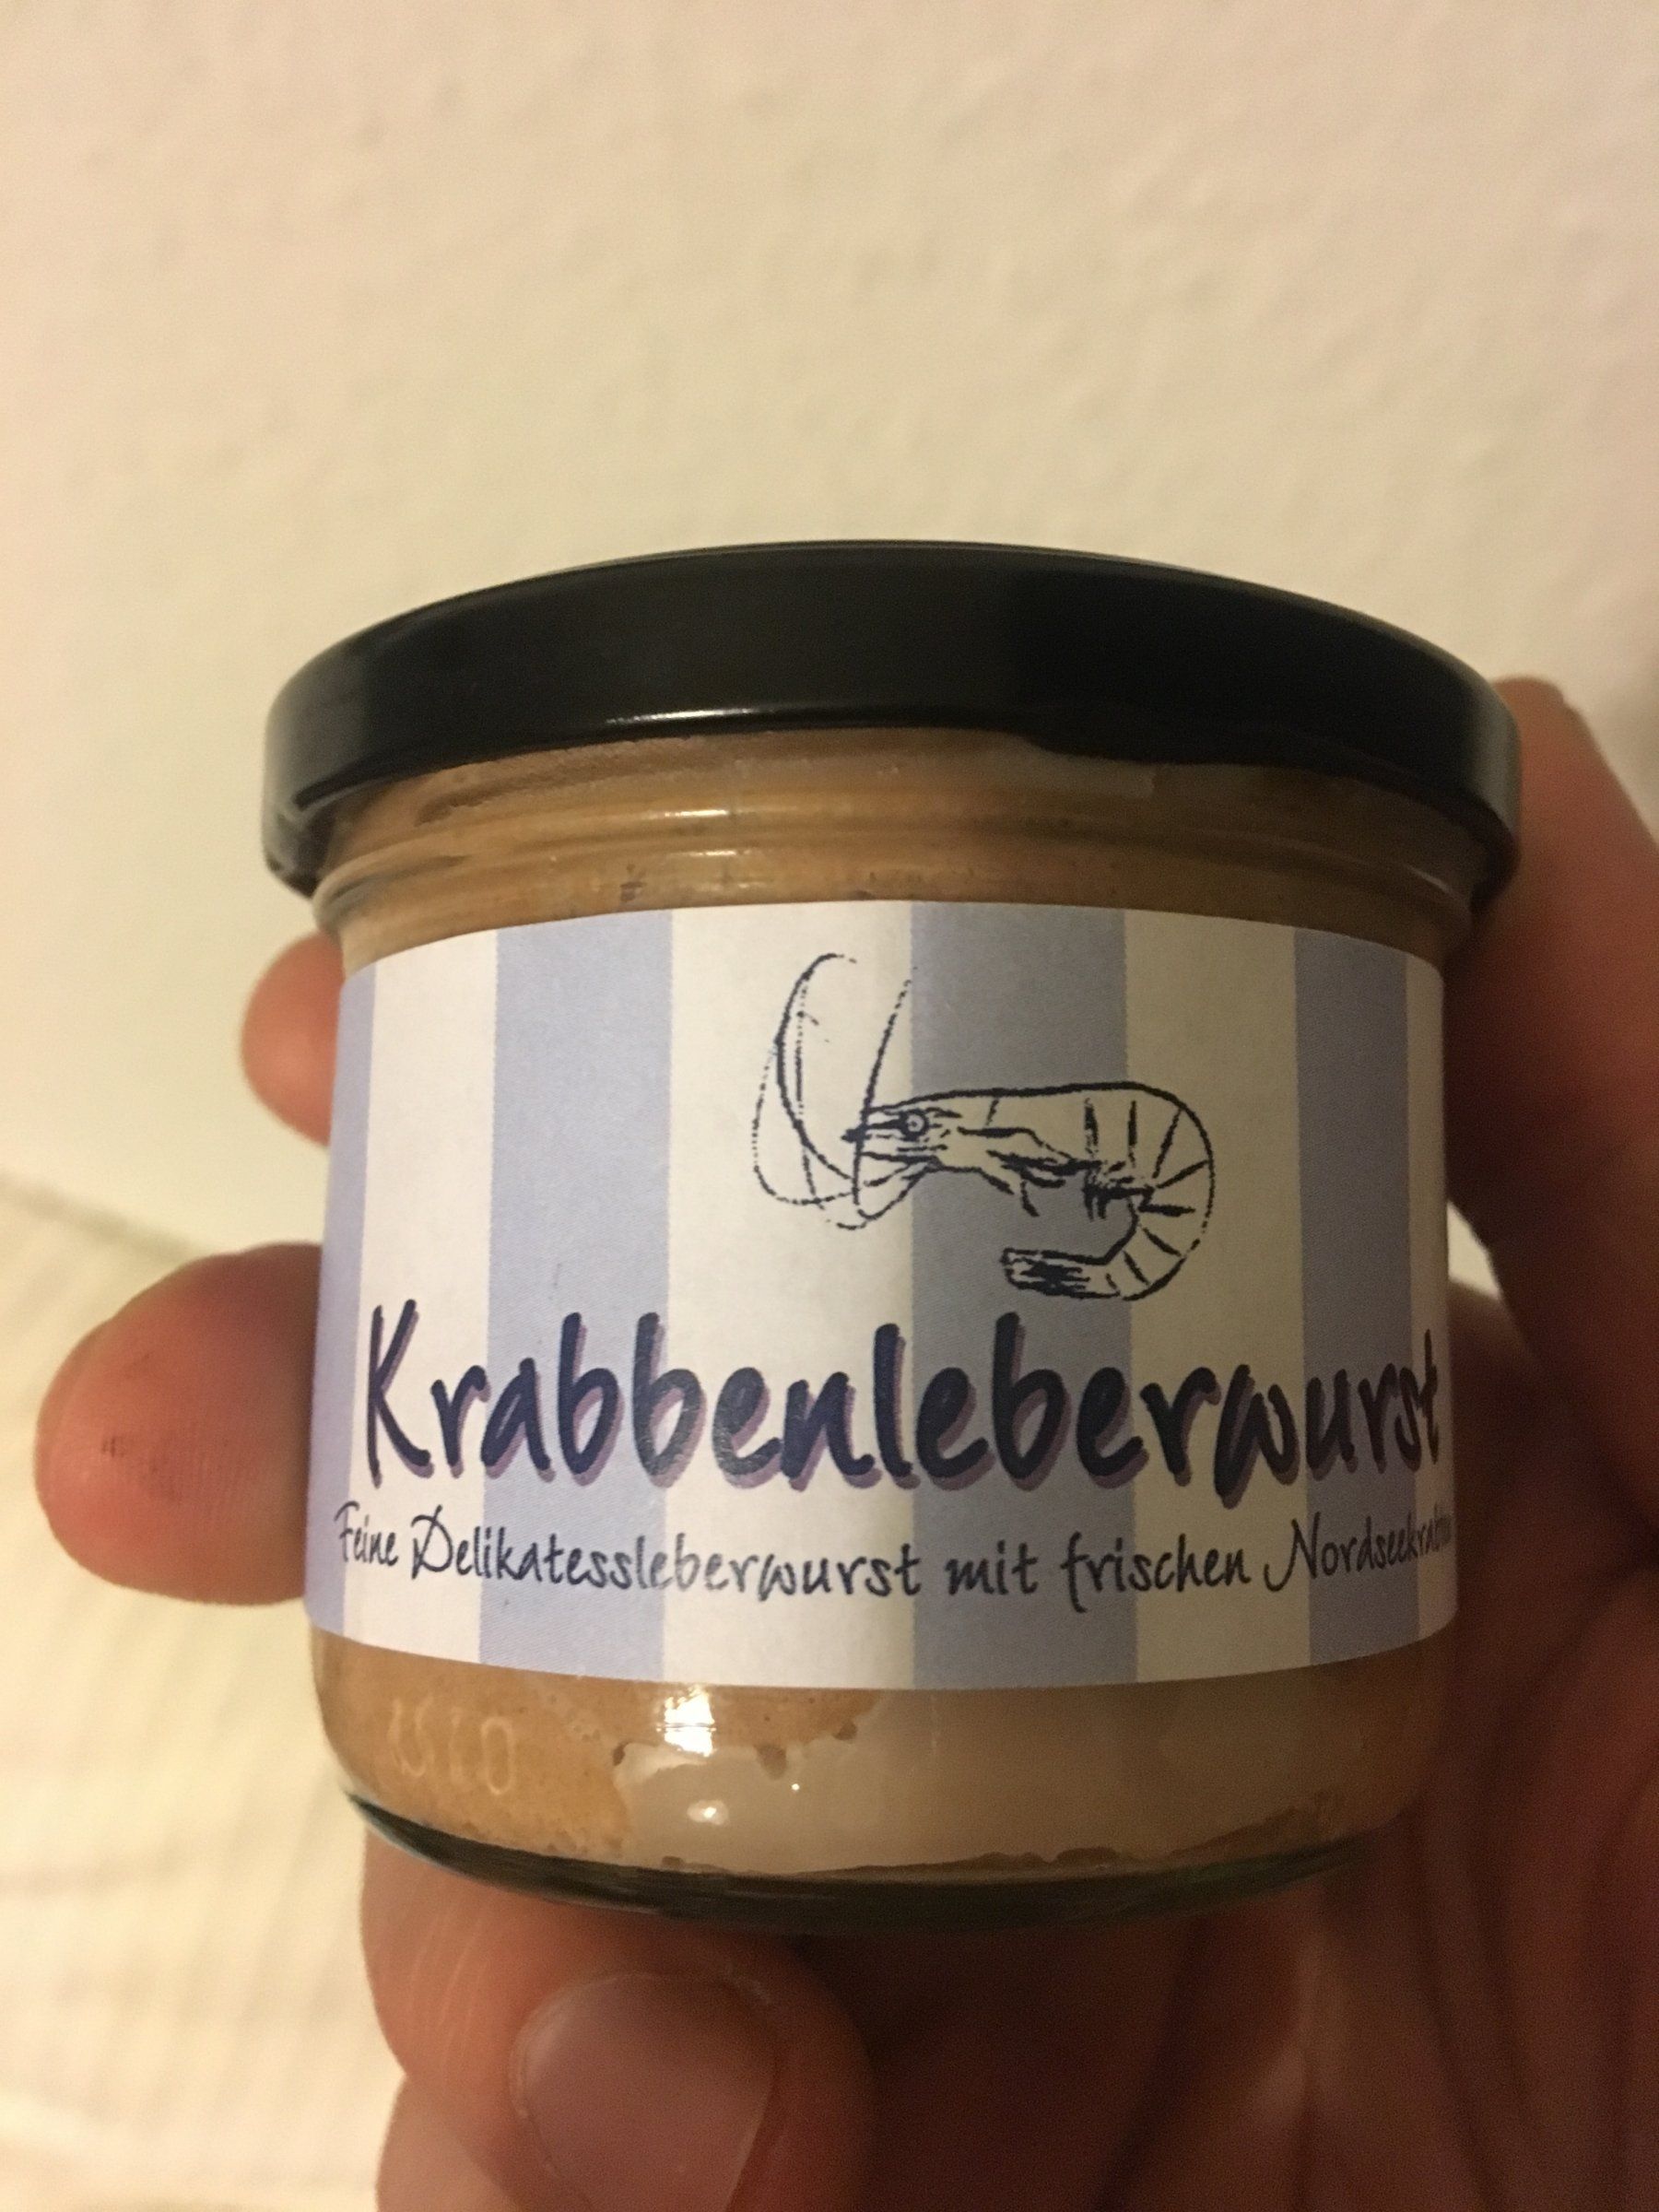 Krabbenleberwurst
Feine Delikatessleberwurst mit frischen